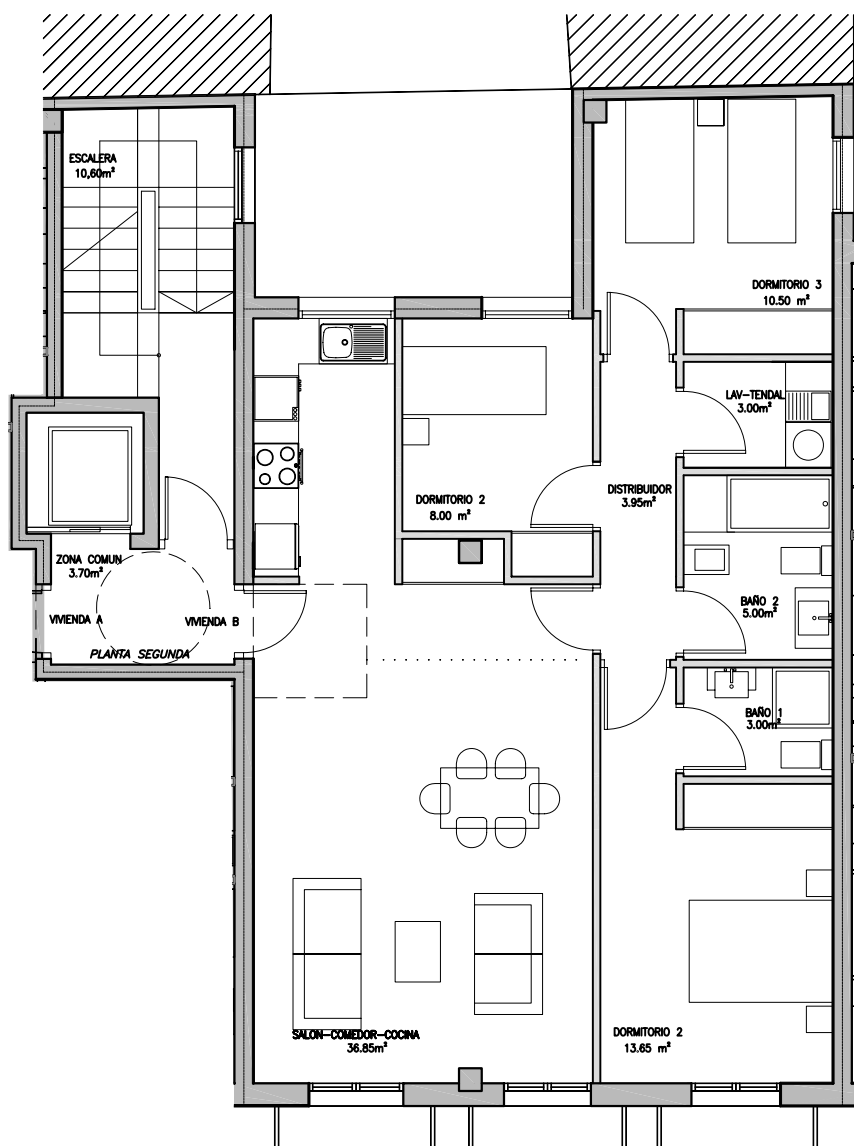 ESCALERA
10,60m²
DORMITORIO 3
10.50 m²
LAV-TENDAL
3.00m²
DORMITORIO 2
8.00 m²
DISTRIBUIDOR
3.95m²
ZONA COMUN
3.70m²
VIVIENDA A
VIVIENDA B
PLANTA SEGUNDA
BAÑO 2
5.00m²
BAÑO 1
3.00m²
SALON-COMEDOR-COCINA
36.85m²
DORMITORIO 2
13.65 m²